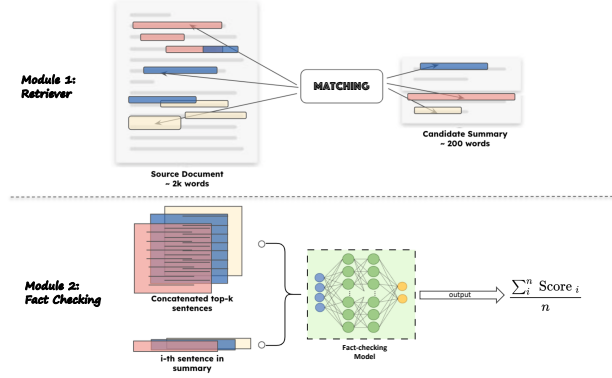 Module 1:
Retriever
MATCHING
Source Document
~ 2k words
Candidate Summary
~ 200 words
Module 2:
Fact Checking
Concatenated top-k
sentences
i-th sentence in
summary
Fact-checking
Model
output
∑ᵢⁿ Score ᵢ
n